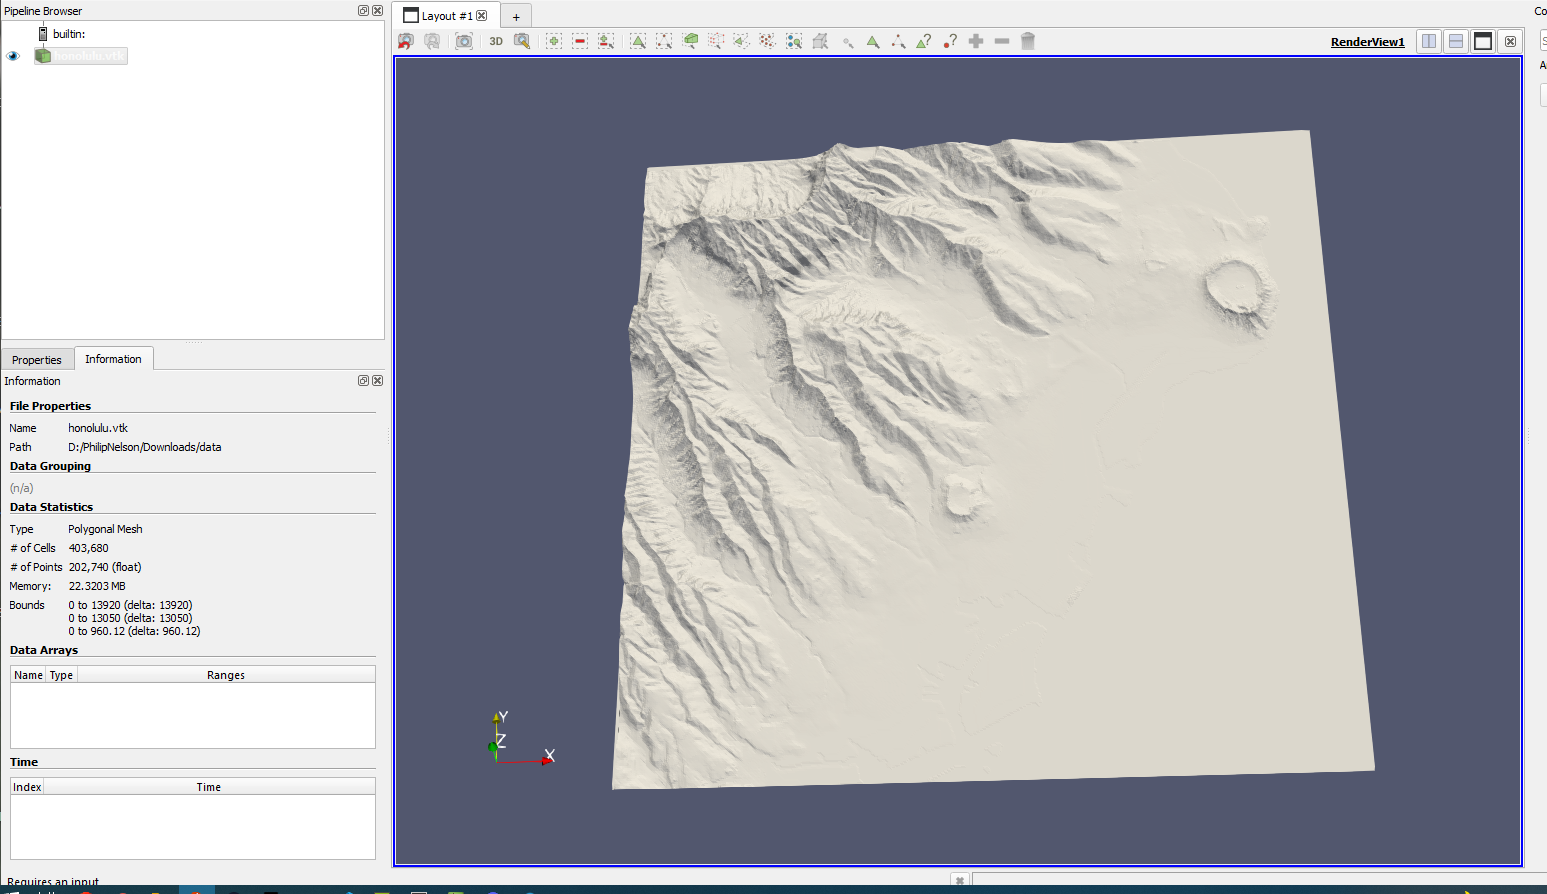 Pipeline Browser
builtin:
honolulu.vtk
Properties
Information
Information
File Properties
Name honolulu.vtk
Path D:/PhilipNelson/Downloads/data
Data Grouping
(n/a)
Data Statistics
Type Polygonal Mesh
# of Cells 403,680
# of Points 202,740 (float)
Memory: 22.3203 MB
Bounds 0 to 13920 (delta: 13920)
0 to 13050 (delta: 13050)
0 to 960.12 (delta: 960.12)
Data Arrays
Name Type Ranges
Time
Index Time
Requires an input
Layout #1
+
3D
RenderView1
Y
Z
X
Co